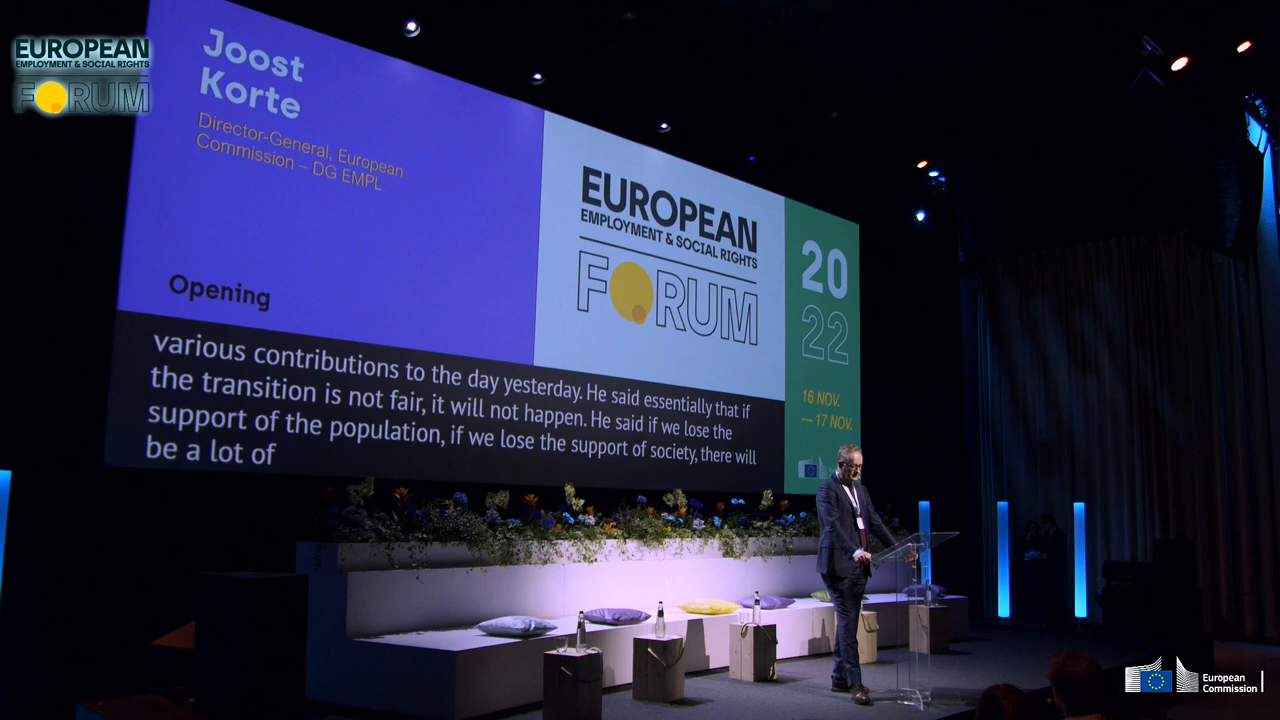 EUROPEAN
EMPLOYMENT & SOCIAL RIGHTS
FORUM
Joost
Korte
Director-General, European
Commission – DG EMPL
Opening
EUROPEAN
EMPLOYMENT & SOCIAL RIGHTS
FORUM
20
22
16 NOV.
— 17 NOV.
various contributions to the day yesterday. He said essentially that if
the transition is not fair, it will not happen. He said if we lose the
support of the population, if we lose the support of society, there will
be a lot of
European
Commission